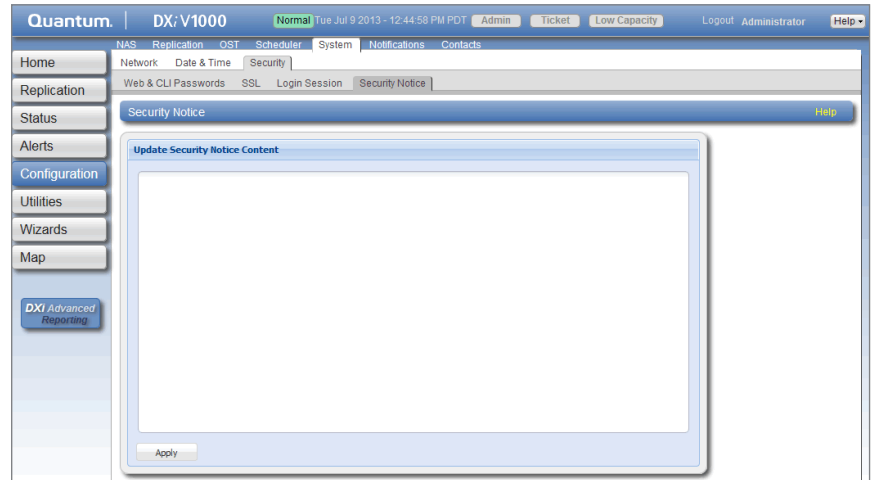 Quantum. DXi V1000 Normal Tue Jul 9 2013 - 12:44:58 PM PDT Admin Ticket Low Capacity Logout Administrator Help
NAS Replication OST Scheduler System Notifications Contacts
Network Date & Time Security
Web & CLI Passwords SSL Login Session Security Notice
Home
Replication
Status
Alerts
Configuration
Utilities
Wizards
Map
DXi Advanced
Reporting
Security Notice Help
Update Security Notice Content
Apply